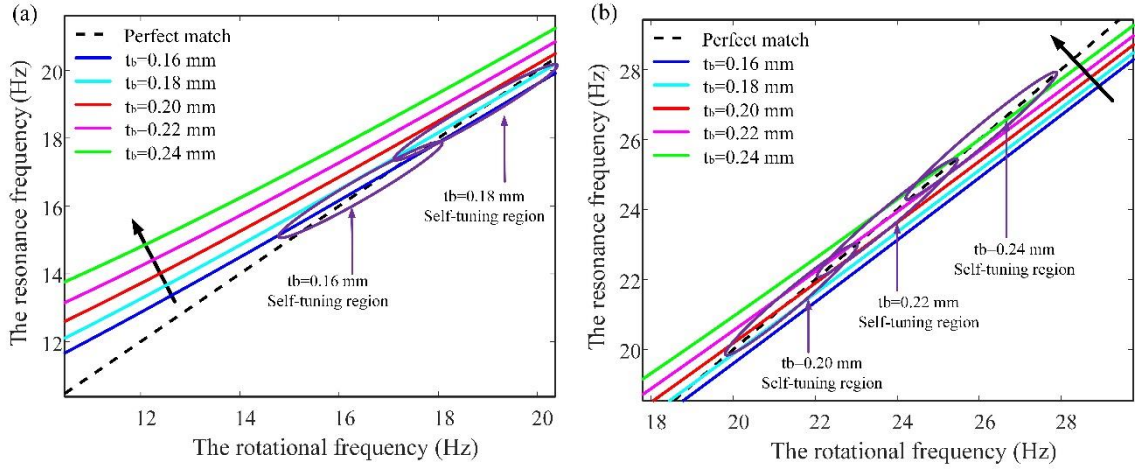 (a)
The resonance frequency (Hz)
20
18
16
14
12
Perfect match
tb=0.16 mm
tb=0.18 mm
tb=0.20 mm
tb=0.22 mm
tb=0.24 mm
tb=0.18 mm
Self-tuning region
tb=0.16 mm
Self-tuning region
12
14
16
18
20
The rotational frequency (Hz)
(b)
The resonance frequency (Hz)
28
26
24
22
20
Perfect match
tb=0.16 mm
tb=0.18 mm
tb=0.20 mm
tb=0.22 mm
tb=0.24 mm
tb=0.24 mm
Self-tuning region
tb=0.22 mm
Self-tuning region
tb=0.20 mm
Self-tuning region
18
20
22
24
26
28
The rotational frequency (Hz)